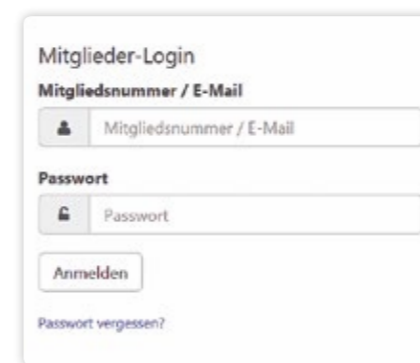 Mitglieder-Login
Mitgliedsnummer / E-Mail
Mitgliedsnummer / E-Mail
Passwort
Passwort
Anmelden
Passwort vergessen?